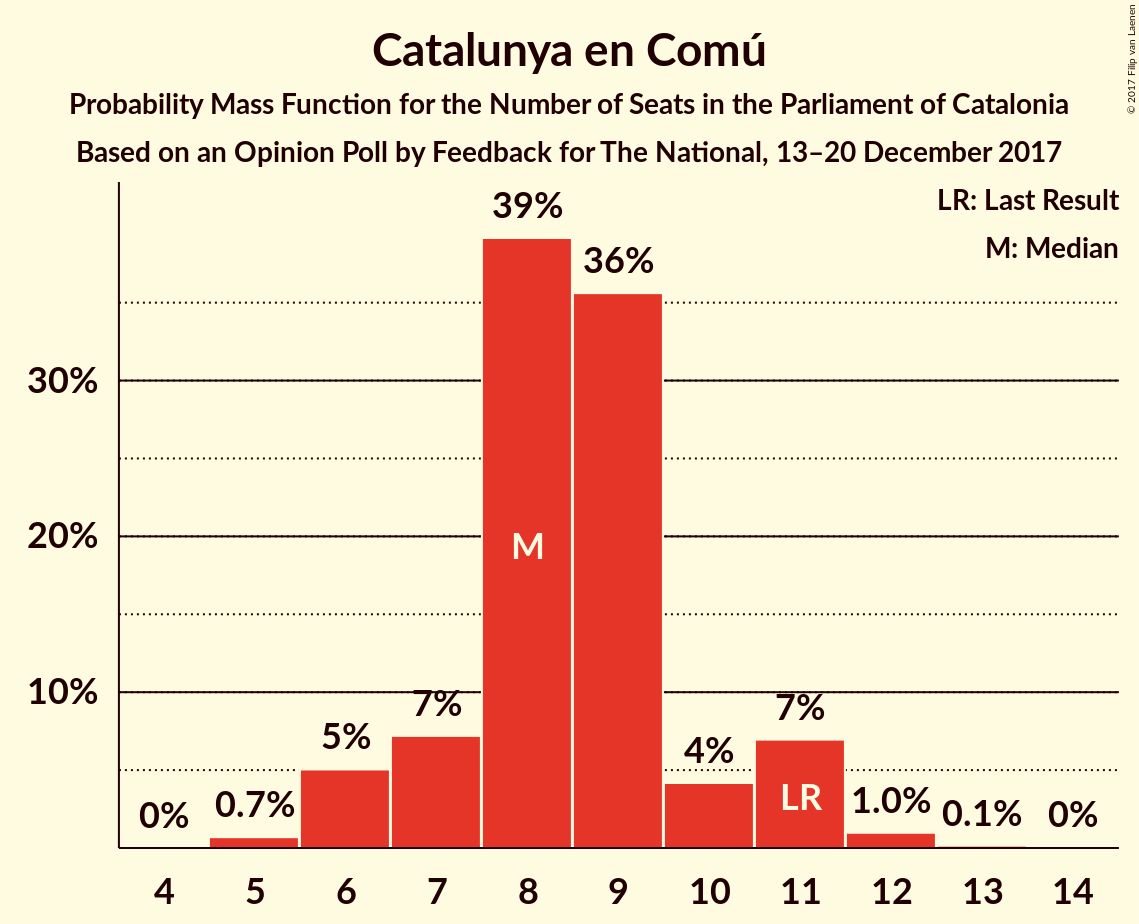 Catalunya en Comú
Probability Mass Function for the Number of Seats in the Parliament of Catalonia
Based on an Opinion Poll by Feedback for The National, 13–20 December 2017
© 2017 Filip van Laenen
LR: Last Result
M: Median
39%
36%
30%
20%
10%
M
7%
7%
5%
4%
LR
0%
0.7%
1.0%
0.1%
0%
4 5 6 7 8 9 10 11 12 13 14